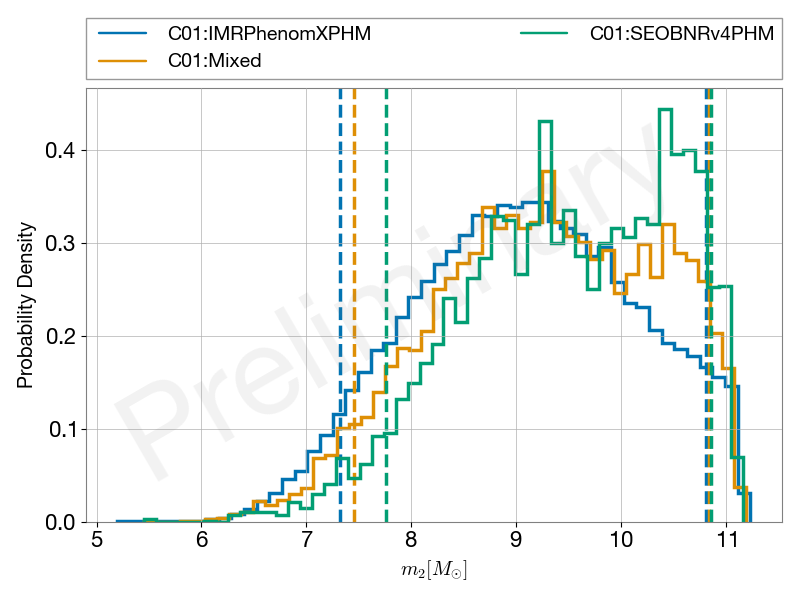 C01:IMRPhenomXPHM
C01:Mixed
C01:SEOBNRv4PHM
Preliminary
Probability Density
0.4
0.3
0.2
0.1
0.0
5 6 7 8 9 10 11
m₂[M☉]